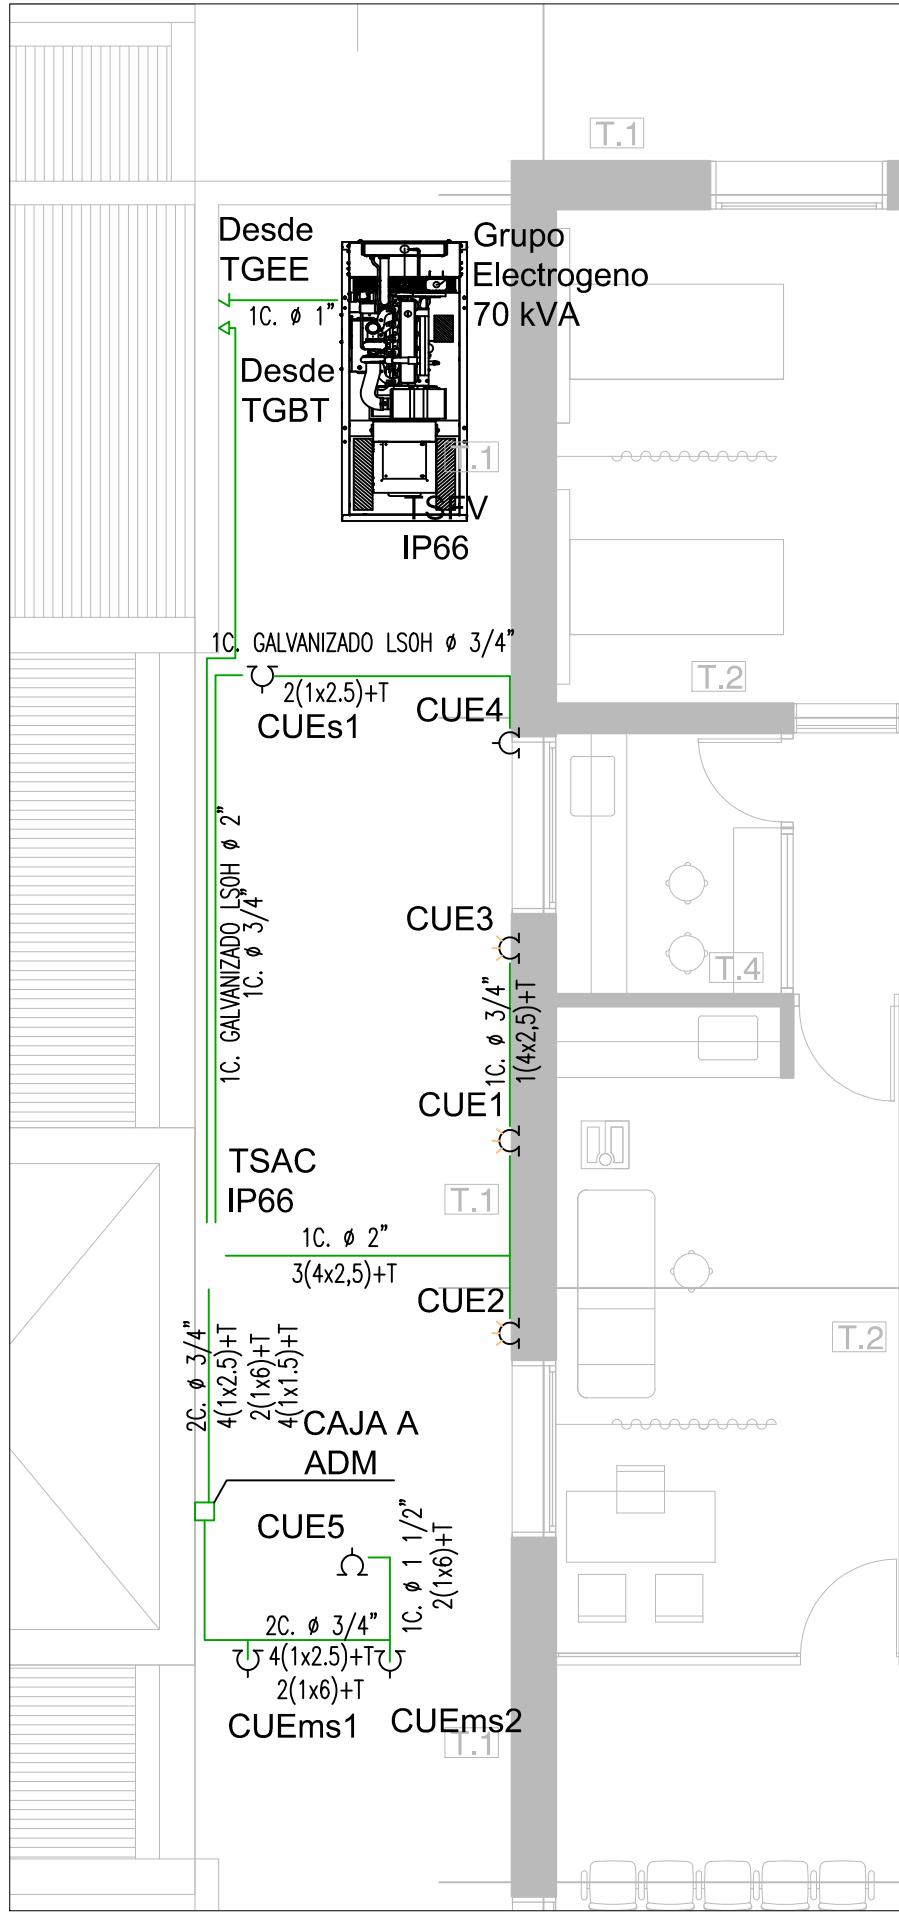 T.1
Desde
TGEE
Grupo
Electrogeno
70 kVA
1C. ø 1”
Desde
TGBT
T.1
TSFV
IP66
1C. GALVANIZADO LS0H ø 3/4”
2(1x2.5)+T
CUEs1
CUE4
T.2
1C. GALVANIZADO LS0H ø 2”
1C. ø 3/4”
CUE3
T.4
1C. ø 3/4”
1(4x2,5)+T
CUE1
TSAC
IP66
T.1
1C. ø 2”
3(4x2,5)+T
CUE2
T.2
2C. ø 3/4”
4(1x2.5)+T
2(1x6)+T
4(1x1.5)+T
CAJA A
ADM
CUE5
1C. ø 1 1/2”
2(1x6)+T
2C. ø 3/4”
4(1x2.5)+T
2(1x6)+T
CUEms1
CUEms2
T.1